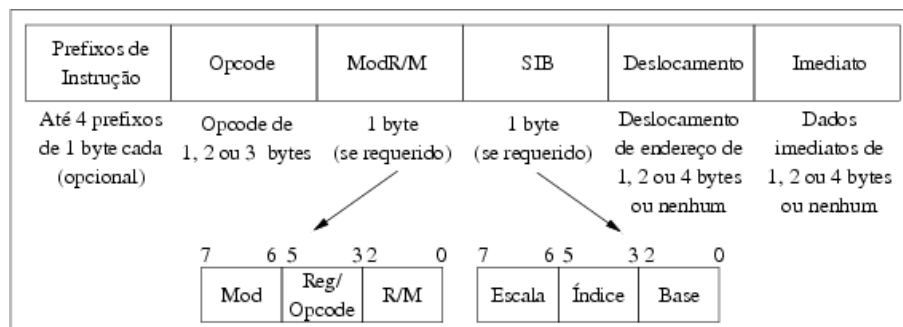 Prefixos de Instrução
Opcode
ModR/M
SIB
Deslocamento
Imediato
Até 4 prefixos de 1 byte cada (opcional)
Opcode de 1, 2 ou 3 bytes
1 byte (se requerido)
1 byte (se requerido)
Deslocamento de endereço de 1, 2 ou 4 bytes ou nenhum
Dados imediatos de 1, 2 ou 4 bytes ou nenhum
7 6 5 3 2 0
Mod
Reg/Opcode
R/M
7 6 5 3 2 0
Escala
Índice
Base